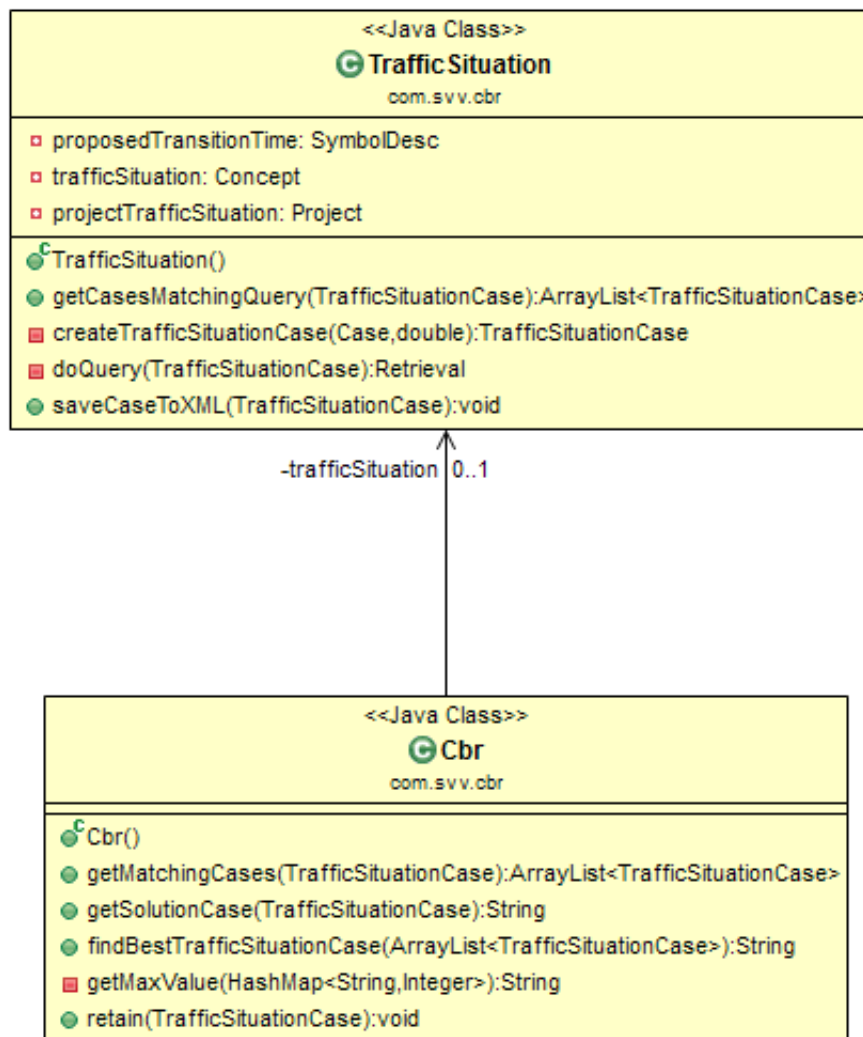 <<Java Class>>
C TrafficSituation
com.svv.cbr
proposedTransitionTime: SymbolDesc
trafficSituation: Concept
projectTrafficSituation: Project
C TrafficSituation()
getCasesMatchingQuery(TrafficSituationCase):ArrayList<TrafficSituationCase>
createTrafficSituationCase(Case,double):TrafficSituationCase
doQuery(TrafficSituationCase):Retrieval
saveCaseToXML(TrafficSituationCase):void
-trafficSituation 0..1
<<Java Class>>
C Cbr
com.svv.cbr
C Cbr()
getMatchingCases(TrafficSituationCase):ArrayList<TrafficSituationCase>
getSolutionCase(TrafficSituationCase):String
findBestTrafficSituationCase(ArrayList<TrafficSituationCase>):String
getMaxValue(HashMap<String,Integer>):String
retain(TrafficSituationCase):void